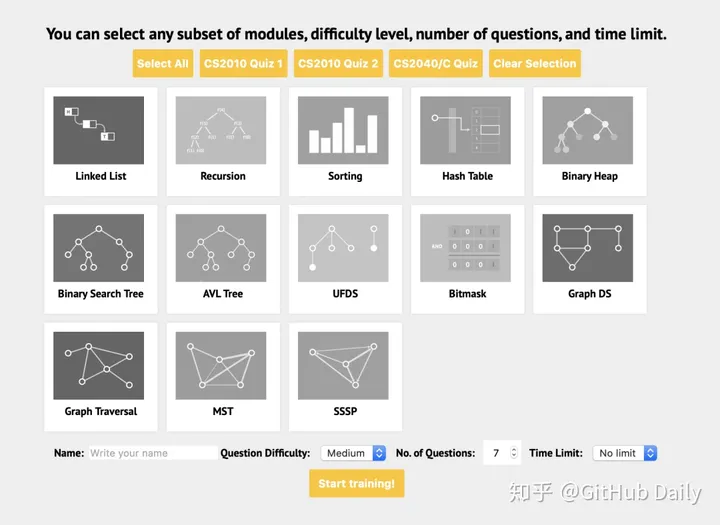 You can select any subset of modules, difficulty level, number of questions, and time limit.
Select All CS2010 Quiz 1 CS2010 Quiz 2 CS2040/C Quiz Clear Selection
Linked List Recursion Sorting Hash Table Binary Heap
Binary Search Tree AVL Tree UFDS Bitmask Graph DS
Graph Traversal MST SSSP
Name: Write your name Question Difficulty: Medium No. of Questions: 7 Time Limit: No limit
Start training!
知乎 @GitHub Daily